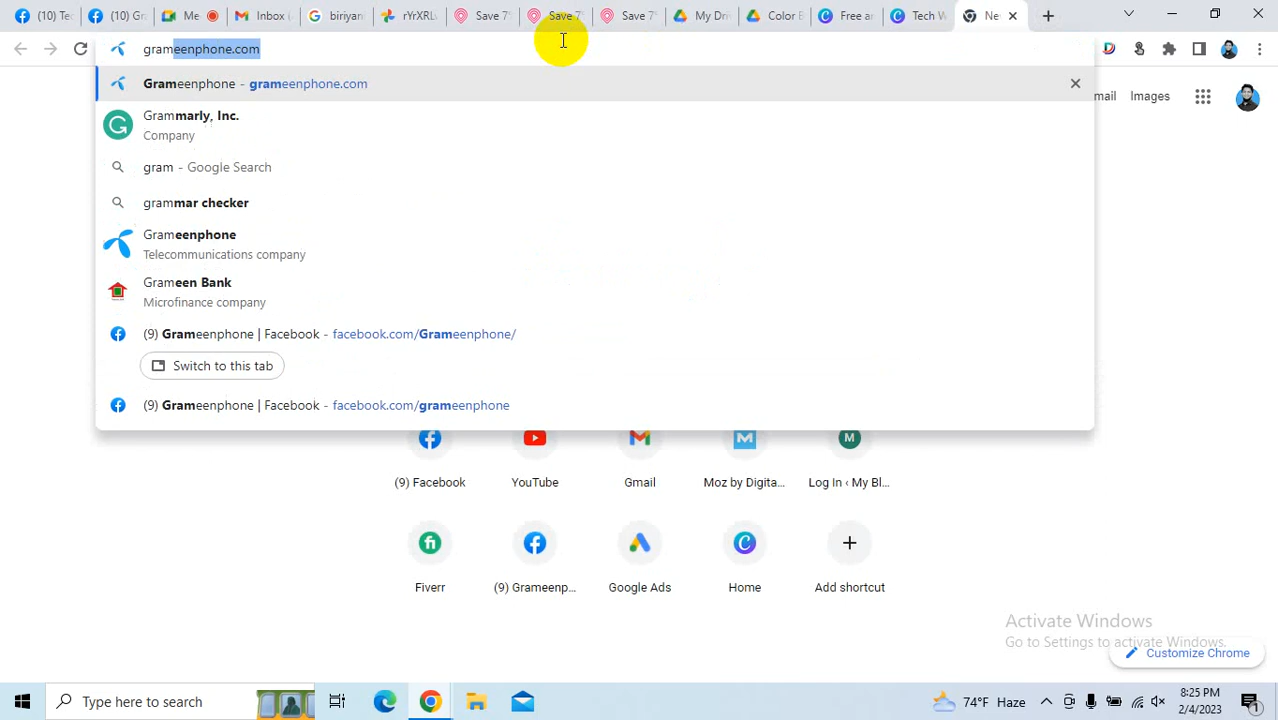 (10) Te
(10) Gra
Me
Inbox (
biriyar
rYrXRL
Save 7
Save 7
Save 7
My Dri
Color B
Free ar
Tech W
Ne
grameenphone.com
Grameenphone - grameenphone.com
mail Images
Grammarly, Inc.
Company
gram - Google Search
grammar checker
Grameenphone
Telecommunications company
Grameen Bank
Microfinance company
(9) Grameenphone | Facebook - facebook.com/Grameenphone/
Switch to this tab
(9) Grameenphone | Facebook - facebook.com/grameenphone
(9) Facebook
YouTube
Gmail
Moz by Digita...
Log In ‹ My Bl...
Fiverr
(9) Grameenp...
Google Ads
Home
Add shortcut
Activate Windows
Go to Settings to activate Windows.
Customize Chrome
Type here to search
74°F Haze
8:25 PM
2/4/2023